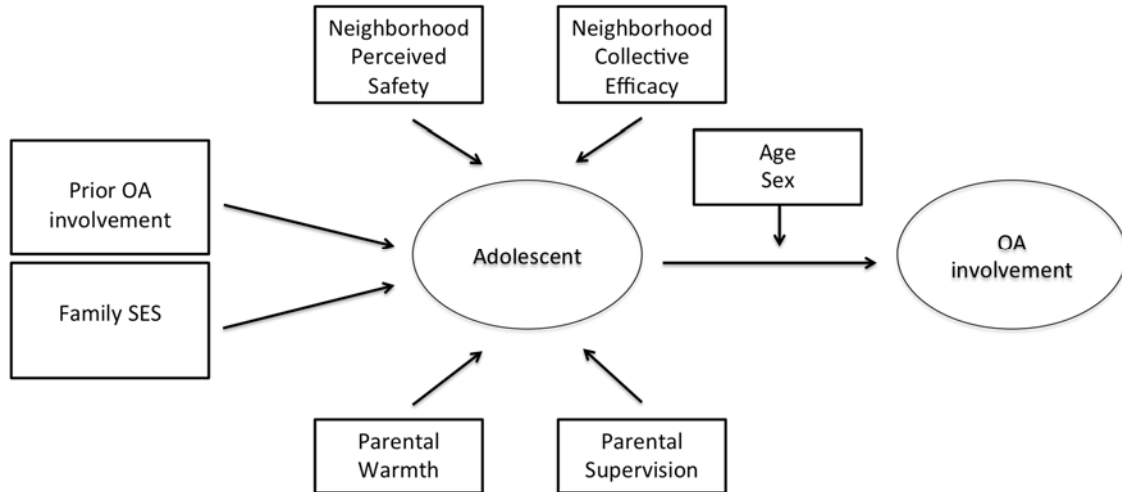 Neighborhood
Perceived
Safety
Neighborhood
Collective
Efficacy
Prior OA
involvement
Family SES
Adolescent
Age
Sex
OA
involvement
Parental
Warmth
Parental
Supervision